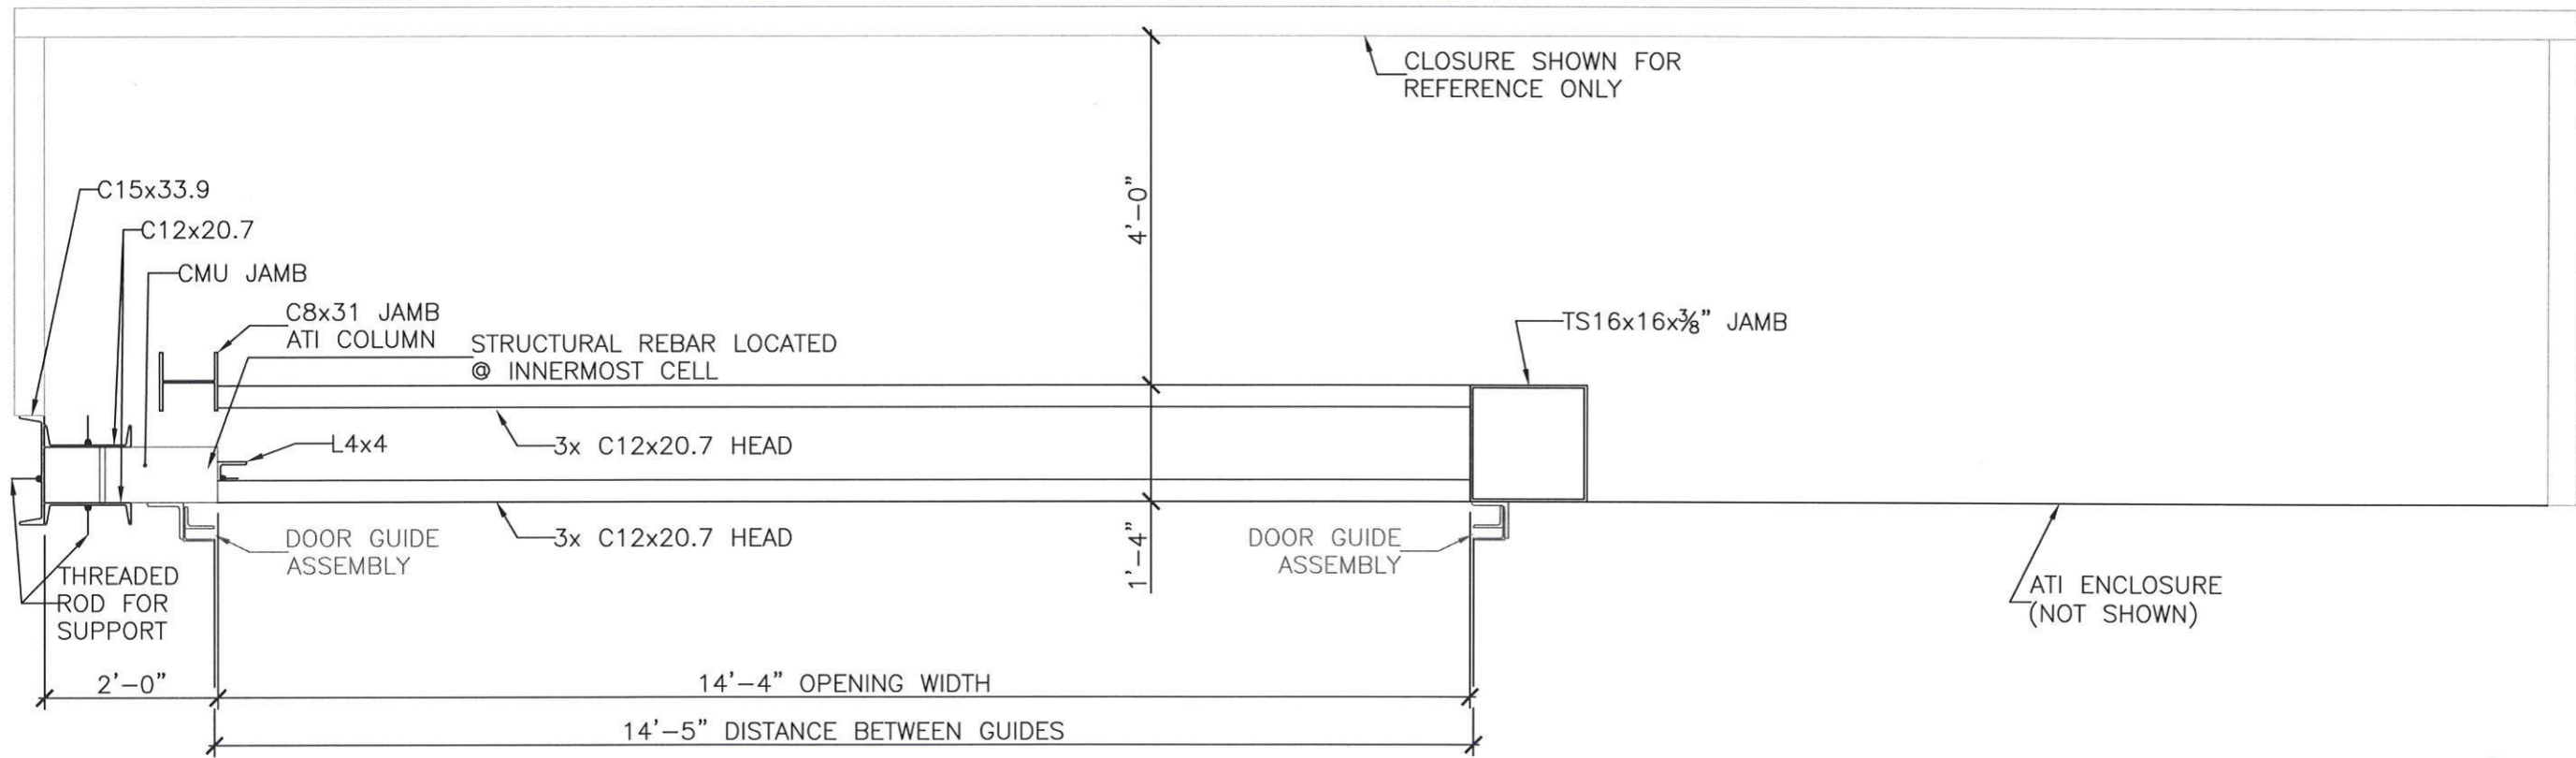 CLOSURE SHOWN FOR
REFERENCE ONLY
4'-0"
C15x33.9
C12x20.7
CMU JAMB
C8x31 JAMB
ATI COLUMN
STRUCTURAL REBAR LOCATED
@ INNERMOST CELL
TS16x16x⅜" JAMB
L4x4
3x C12x20.7 HEAD
3x C12x20.7 HEAD
DOOR GUIDE
ASSEMBLY
1'-4"
DOOR GUIDE
ASSEMBLY
THREADED
ROD FOR
SUPPORT
ATI ENCLOSURE
(NOT SHOWN)
2'-0"
14'-4" OPENING WIDTH
14'-5" DISTANCE BETWEEN GUIDES